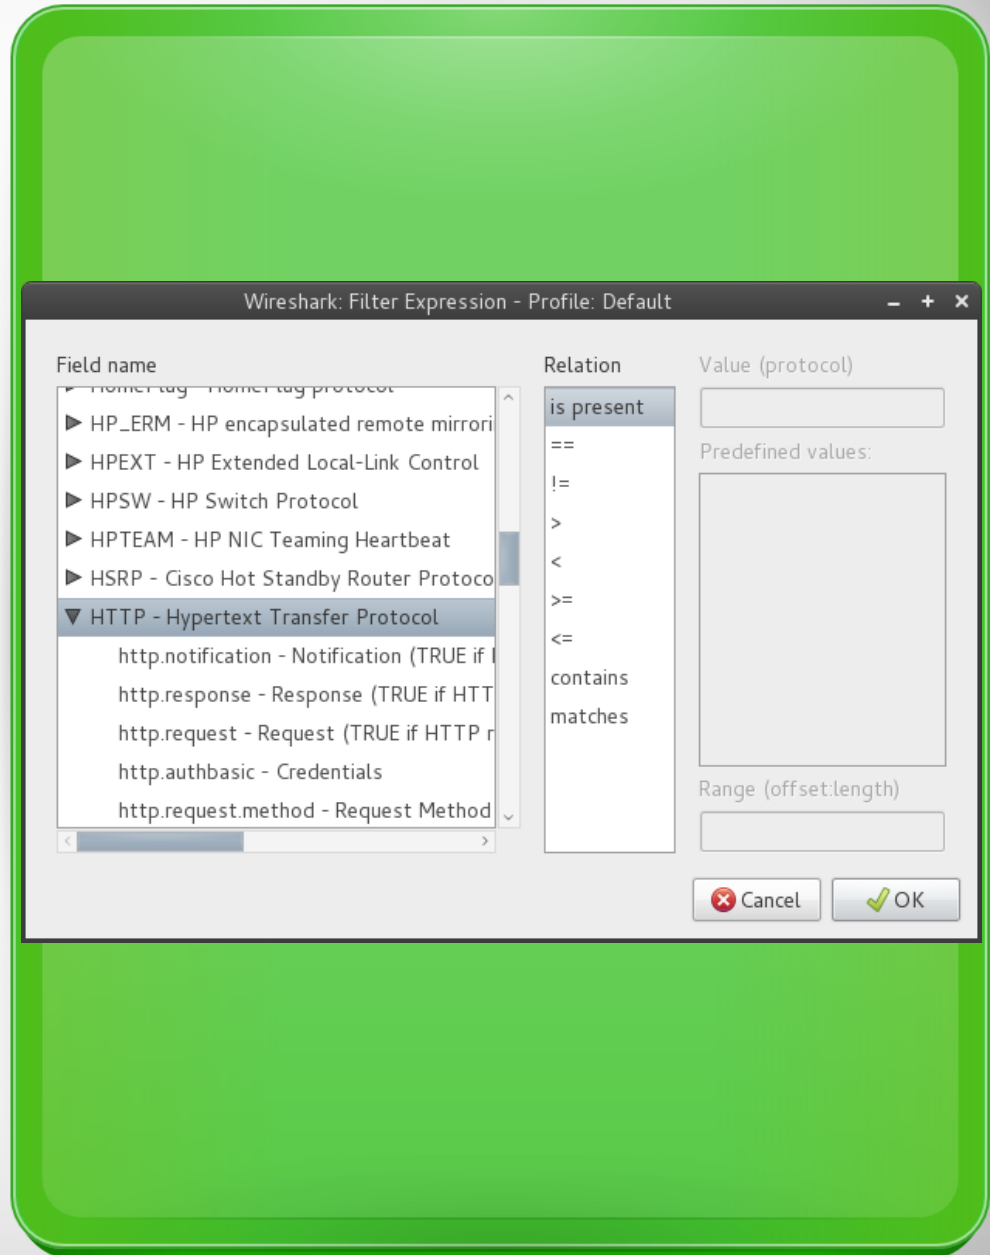 Wireshark: Filter Expression - Profile: Default
Field name
HomePlug - HomePlug protocol
HP_ERM - HP encapsulated remote mirrori
HPEXT - HP Extended Local-Link Control
HPSW - HP Switch Protocol
HPTEAM - HP NIC Teaming Heartbeat
HSRP - Cisco Hot Standby Router Protoco
HTTP - Hypertext Transfer Protocol
http.notification - Notification (TRUE if
http.response - Response (TRUE if HTT
http.request - Request (TRUE if HTTP r
http.authbasic - Credentials
http.request.method - Request Method
Relation
is present
==
!=
>
<
>=
<=
contains
matches
Value (protocol)
Predefined values:
Range (offset:length)
Cancel
OK